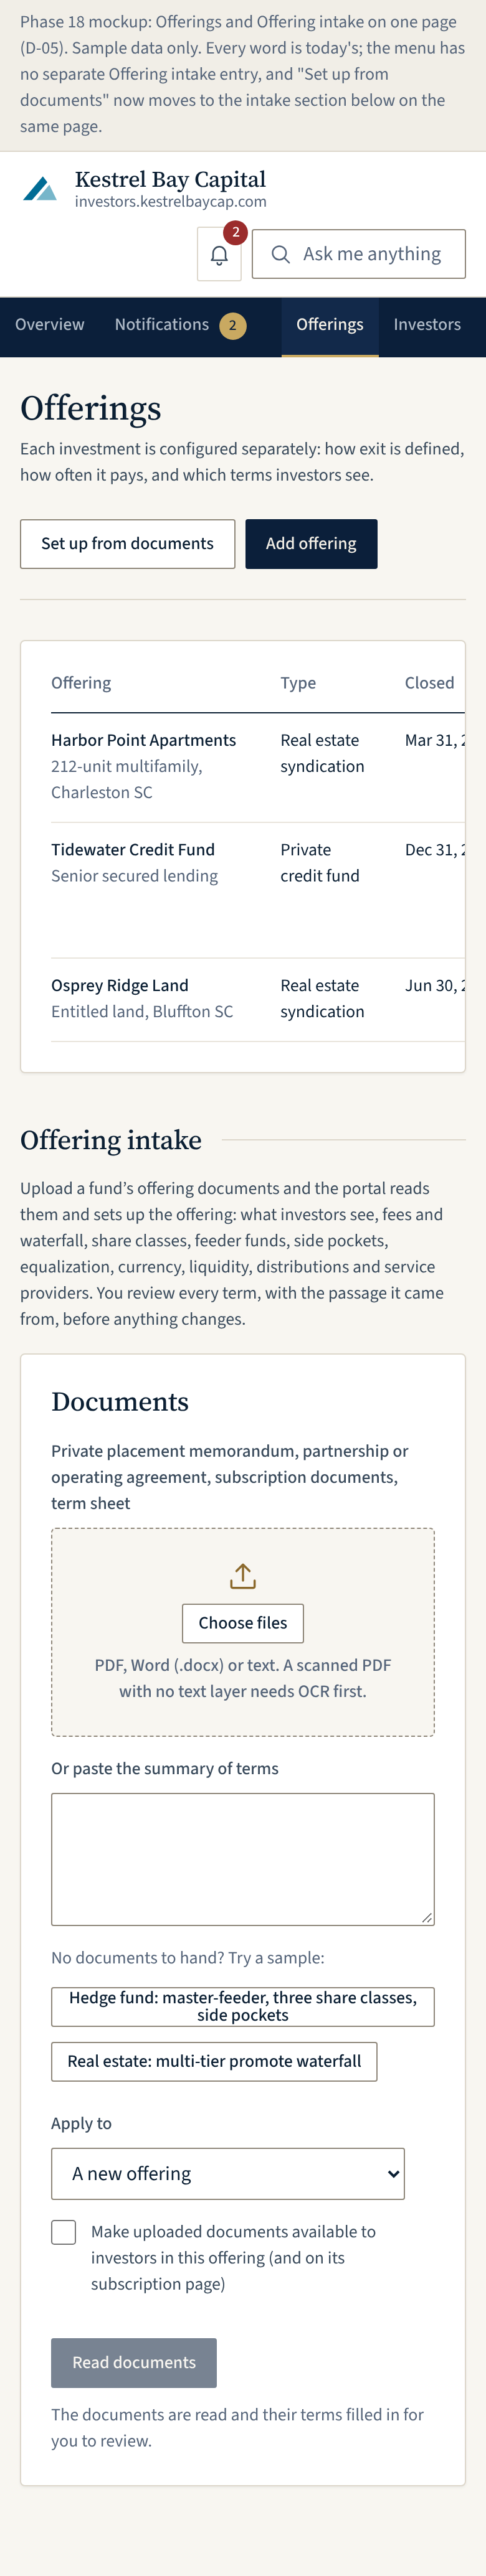 Phase 18 mockup: Offerings and Offering intake on one page
(D-05). Sample data only. Every word is today's; the menu has
no separate Offering intake entry, and "Set up from
documents" now moves to the intake section below on the
same page.
Kestrel Bay Capital
investors.kestrelbaycap.com
2
Ask me anything
Overview
Notifications 2
Offerings
Investors
Offerings
Each investment is configured separately: how exit is defined,
how often it pays, and which terms investors see.
Set up from documents
Add offering
Offering Type Closed
Harbor Point Apartments
212-unit multifamily,
Charleston SC
Real estate
syndication
Mar 31,
Tidewater Credit Fund
Senior secured lending
Private
credit fund
Dec 31,
Osprey Ridge Land
Entitled land, Bluffton SC
Real estate
syndication
Jun 30,
Offering intake
Upload a fund’s offering documents and the portal reads
them and sets up the offering: what investors see, fees and
waterfall, share classes, feeder funds, side pockets,
equalization, currency, liquidity, distributions and service
providers. You review every term, with the passage it came
from, before anything changes.
Documents
Private placement memorandum, partnership or
operating agreement, subscription documents,
term sheet
Choose files
PDF, Word (.docx) or text. A scanned PDF
with no text layer needs OCR first.
Or paste the summary of terms
No documents to hand? Try a sample:
Hedge fund: master-feeder, three share classes,
side pockets
Real estate: multi-tier promote waterfall
Apply to
A new offering
Make uploaded documents available to
investors in this offering (and on its
subscription page)
Read documents
The documents are read and their terms filled in for
you to review.